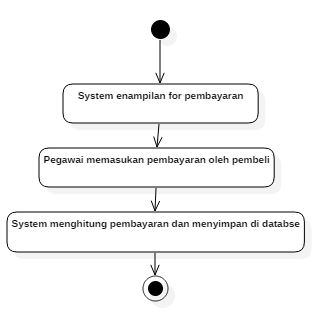 System enampilan for pembayaran
Pegawai memasukan pembayaran oleh pembeli
System menghitung pembayaran dan menyimpan di databse